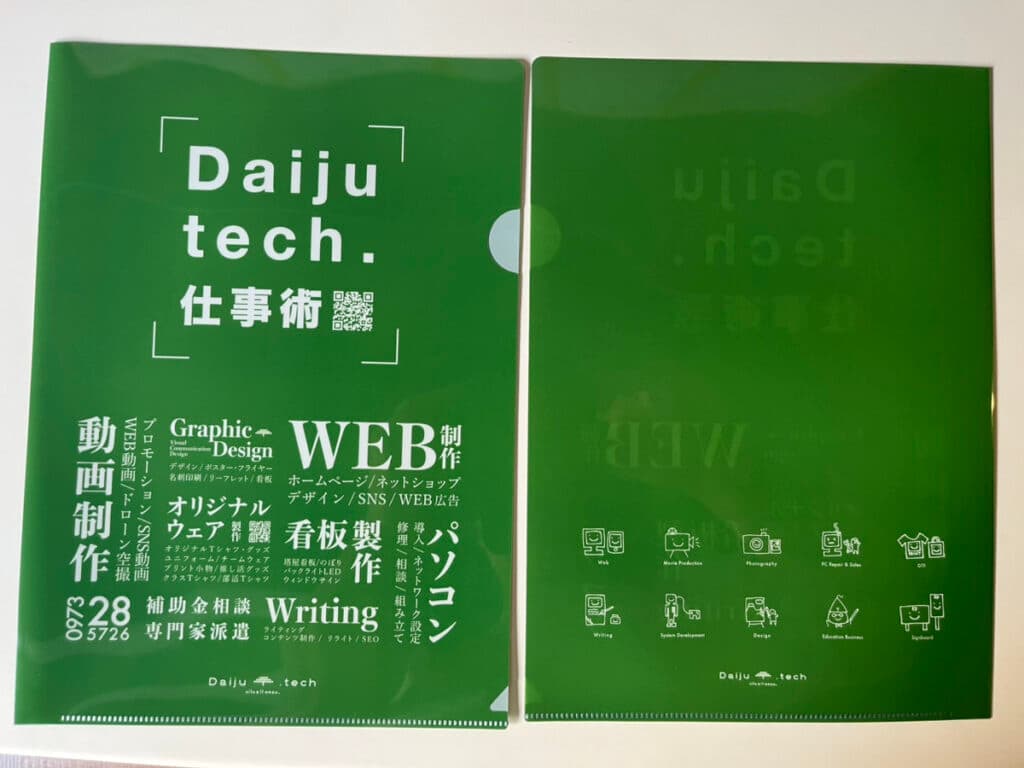 Daiju
tech.
仕事術
動画制作
プロモーション/SNS動画
WEB動画/ドローン空撮
Graphic
Visual
Communication
Design
Design
デザイン/ポスター・フライヤー
名刺印刷/リーフレット/看板
WEB制作
ホームページ/ネットショップ
デザイン/SNS/WEB広告
オリジナル
ウェア製作
オリジナルTシャツ・グッズ
ユニフォーム/チームウェア
プリント小物/推し活グッズ
クラスTシャツ/部活Tシャツ
看板製作
塔屋看板/のぼり
バックライトLED
ウィンドウサイン
パソコン
導入/ネットワーク設定
修理/相談/組み立て
0973
28
5726
補助金相談
専門家派遣
Writing
ライティング
コンテンツ制作/リライト/SEO
Daiju .tech
Web
Movie Production
Photography
PC Repair & Sales
Writing
System Development
Design
Education Business
Signboard
Daiju .tech